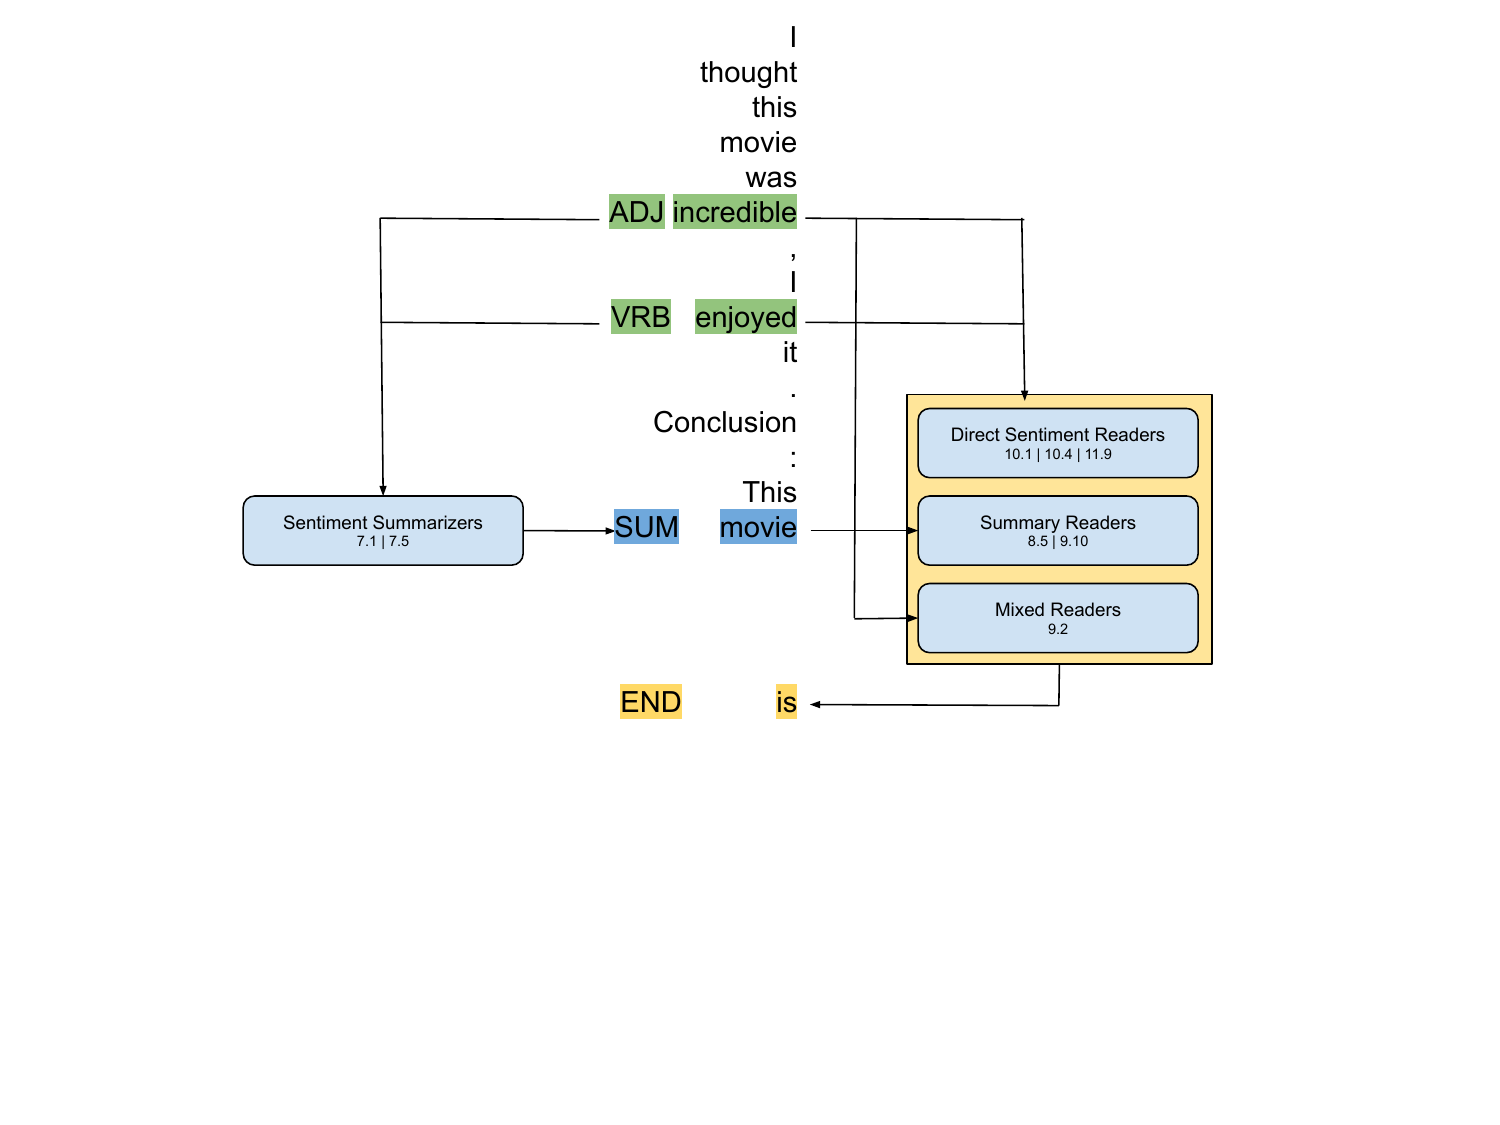 I
thought
this
movie
was
ADJ incredible
,
I
VRB enjoyed
it
.
Conclusion
:
This
SUM movie
END is
Sentiment Summarizers
7.1 | 7.5
Direct Sentiment Readers
10.1 | 10.4 | 11.9
Summary Readers
8.5 | 9.10
Mixed Readers
9.2